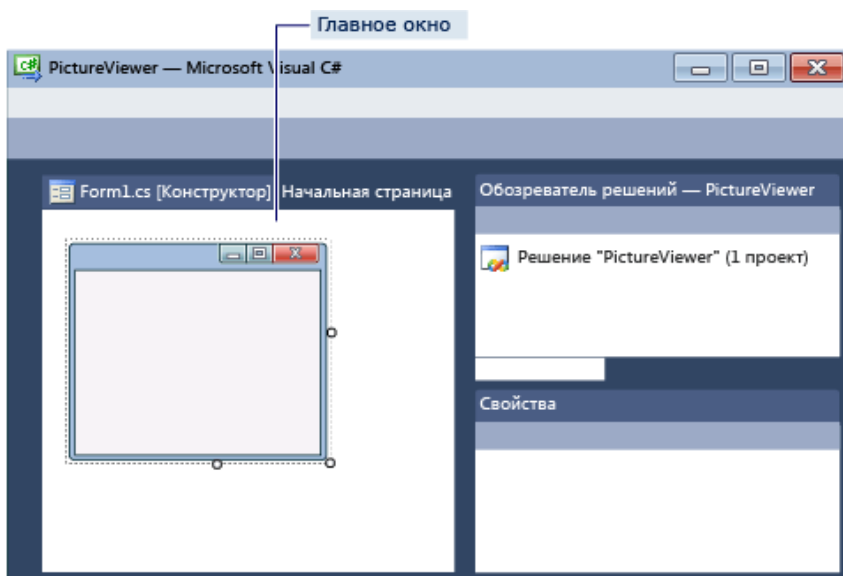 Главное окно
PictureViewer — Microsoft Visual C#
Form1.cs [Конструктор] Начальная страница
Обозреватель решений — PictureViewer
Решение "PictureViewer" (1 проект)
Свойства